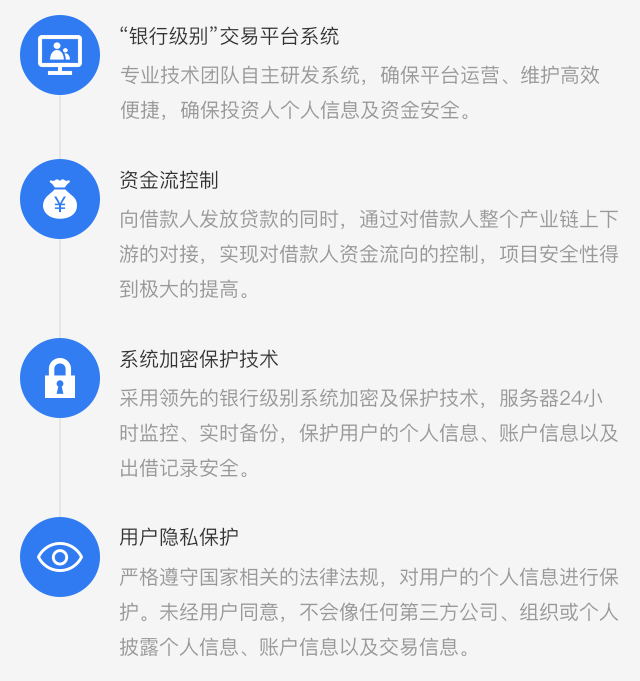 “银行级别”交易平台系统
专业技术团队自主研发系统，确保平台运营、维护高效
便捷，确保投资人个人信息及资金安全。
资金流控制
向借款人发放贷款的同时，通过对借款人整个产业链上下
游的对接，实现对借款人资金流向的控制，项目安全性得
到极大的提高。
系统加密保护技术
采用领先的银行级别系统加密及保护技术，服务器24小
时监控、实时备份，保护用户的个人信息、账户信息以及
出借记录安全。
用户隐私保护
严格遵守国家相关的法律法规，对用户的个人信息进行保
护。未经用户同意，不会像任何第三方公司、组织或个人
披露个人信息、账户信息以及交易信息。